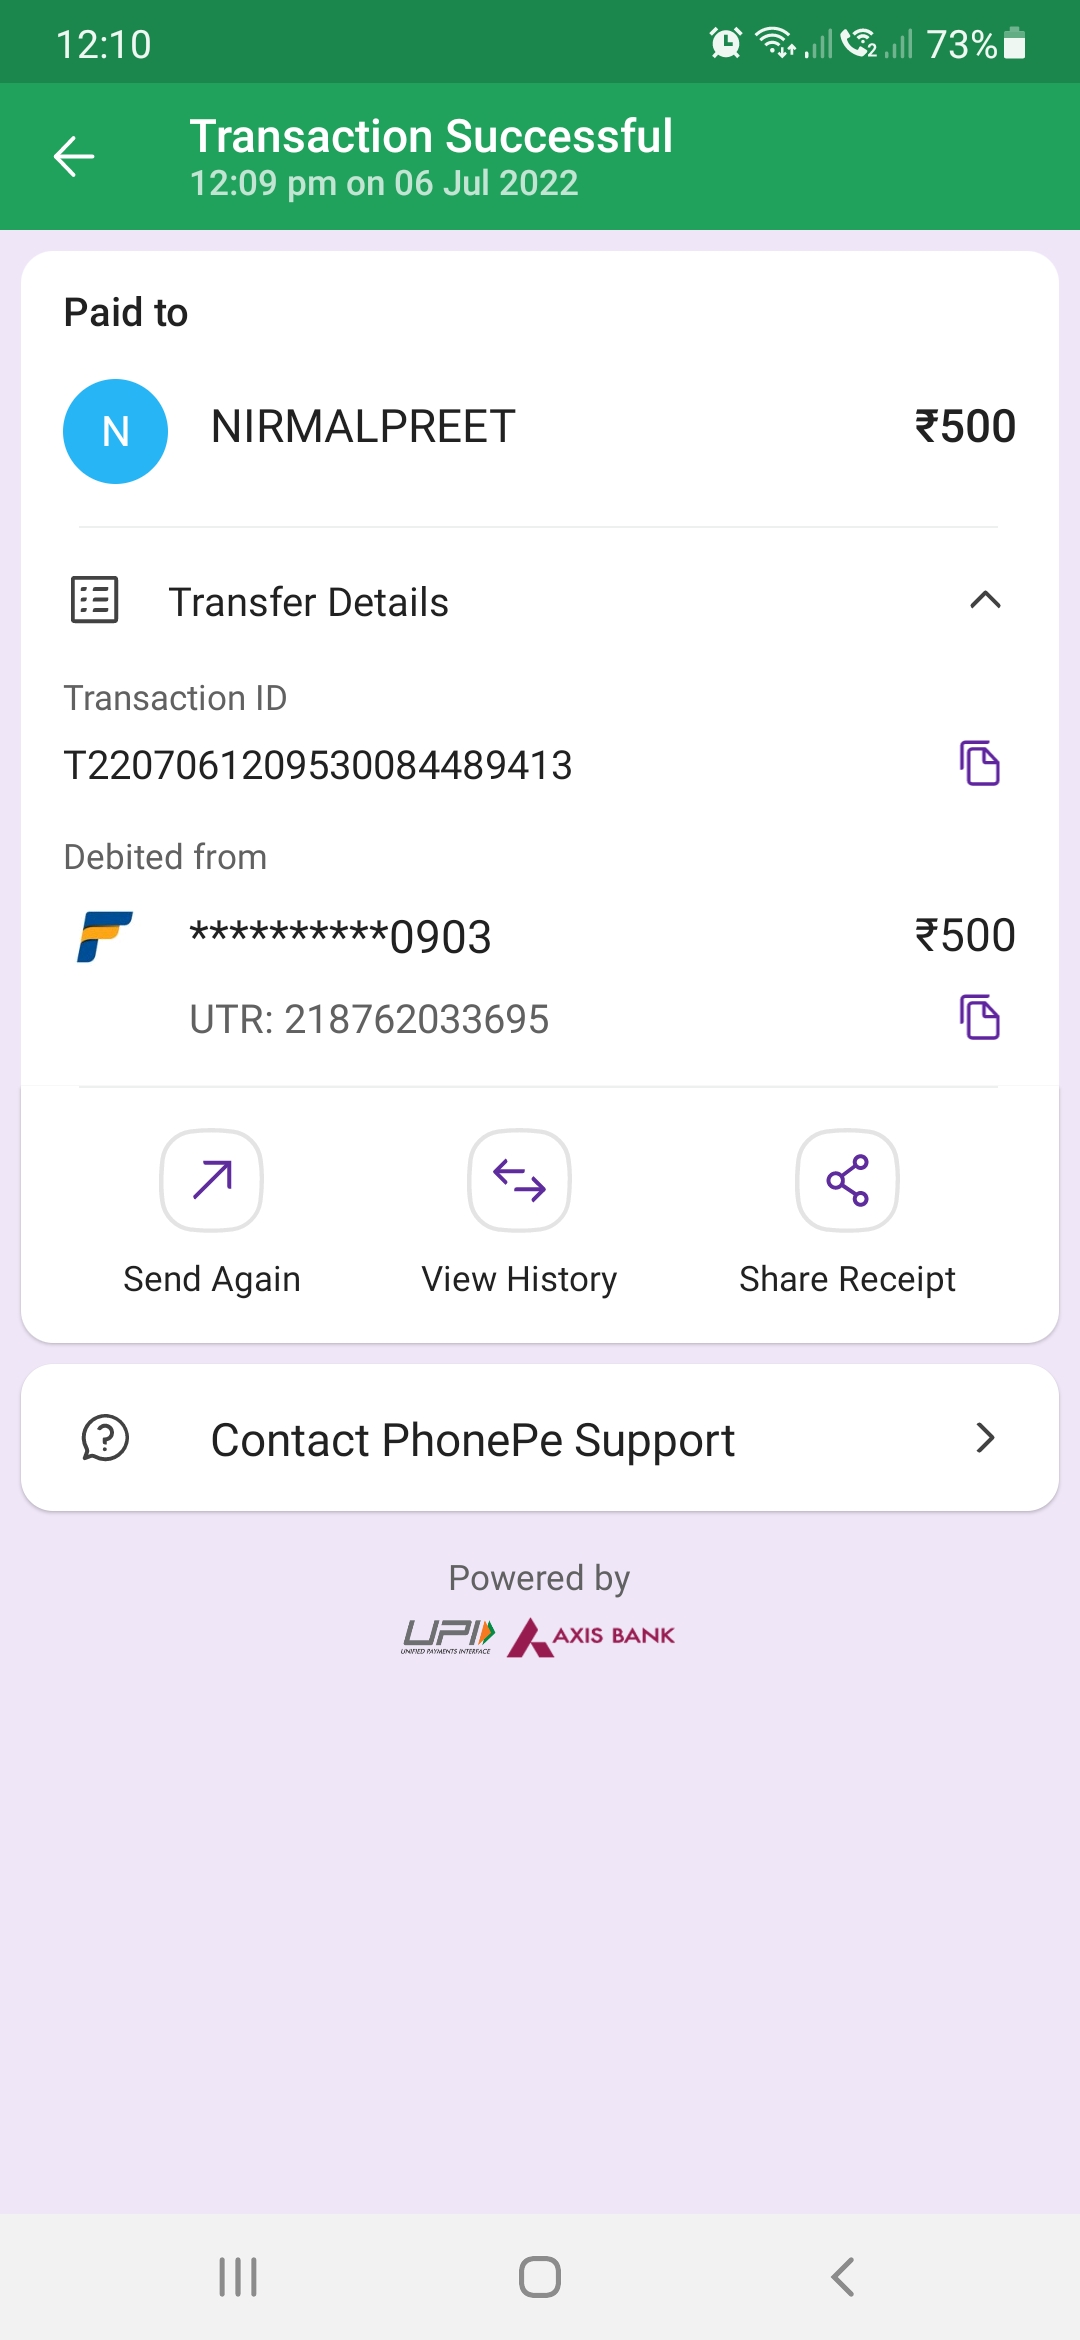 12:10
2
73%
Transaction Successful
12:09 pm on 06 Jul 2022
Paid to
N
NIRMALPREET
₹500
Transfer Details
Transaction ID
T2207061209530084489413
Debited from
**********0903
₹500
UTR: 218762033695
Send Again
View History
Share Receipt
Contact PhonePe Support
Powered by
UPI
UNIFIED PAYMENTS INTERFACE
AXIS BANK